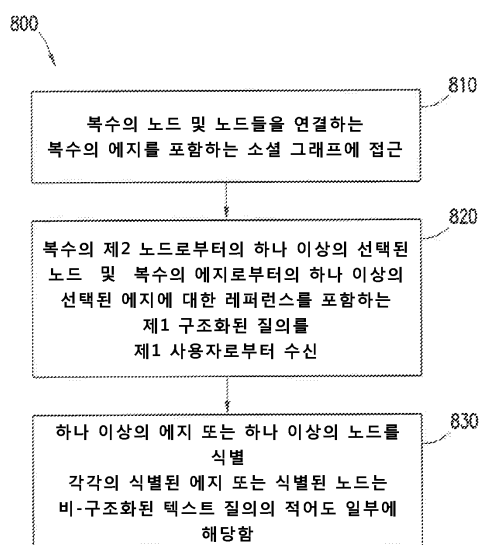 800
810
복수의 노드 및 노드들을 연결하는
복수의 에지를 포함하는 소셜 그래프에 접근
820
복수의 제2 노드로부터의 하나 이상의 선택된
노드 및 복수의 에지로부터의 하나 이상의
선택된 에지에 대한 레퍼런스를 포함하는
제1 구조화된 질의를
제1 사용자로부터 수신
830
하나 이상의 에지 또는 하나 이상의 노드를
식별
각각의 식별된 에지 또는 식별된 노드는
비-구조화된 텍스트 질의의 적어도 일부에
해당함